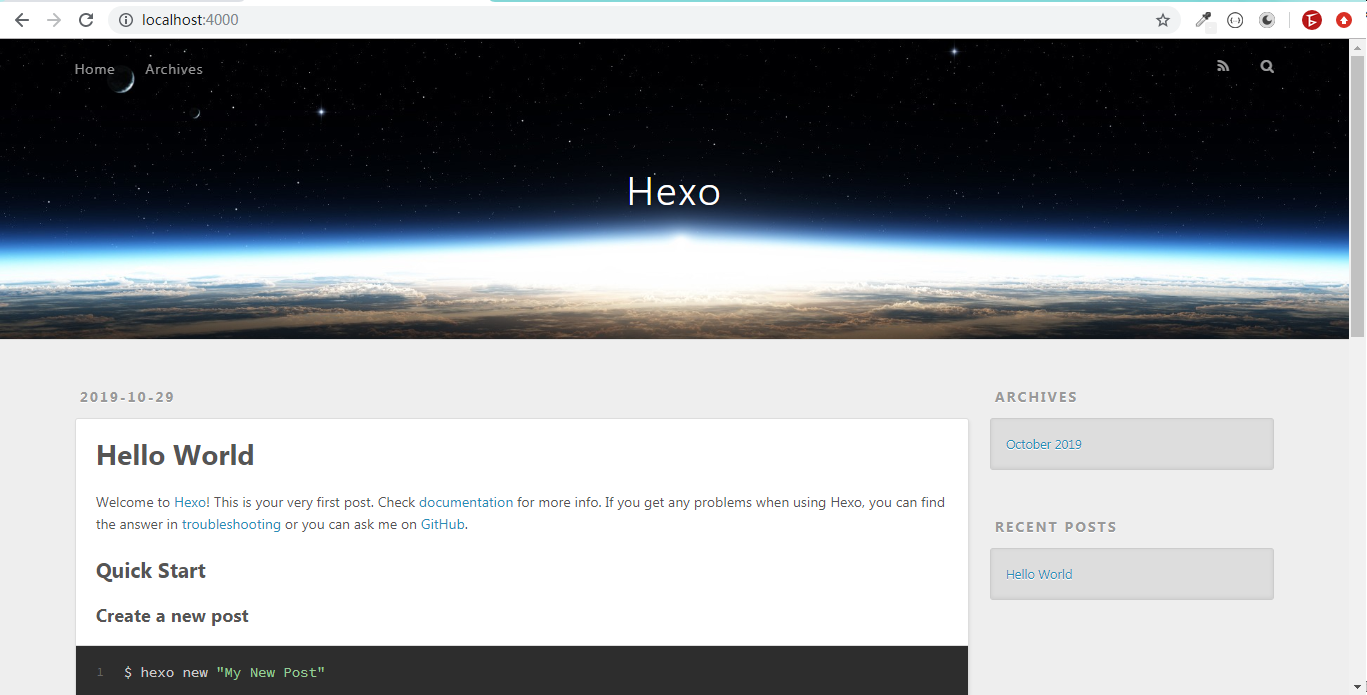 localhost:4000
Home
Archives
Hexo
2019-10-29
Hello World
Welcome to Hexo! This is your very first post. Check documentation for more info. If you get any problems when using Hexo, you can find
the answer in troubleshooting or you can ask me on GitHub.
Quick Start
Create a new post
1 $ hexo new "My New Post"
ARCHIVES
October 2019
RECENT POSTS
Hello World